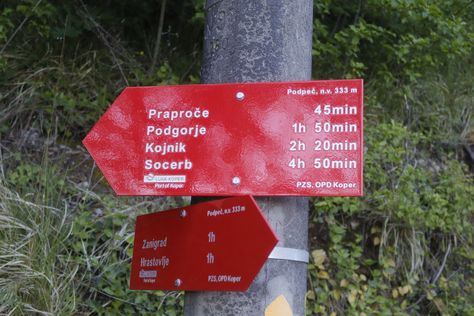 Podpeč, n.v. 333 m
Praproče 45min
Podgorje 1h 50min
Kojnik 2h 20min
Socerb 4h 50min
LUKA KOPER
Port of Koper
PZS, OPD Koper
Podpeč, n.v. 333 m
Zanigrad 1h
Hrastovlje 1h
PZS, OPD Koper